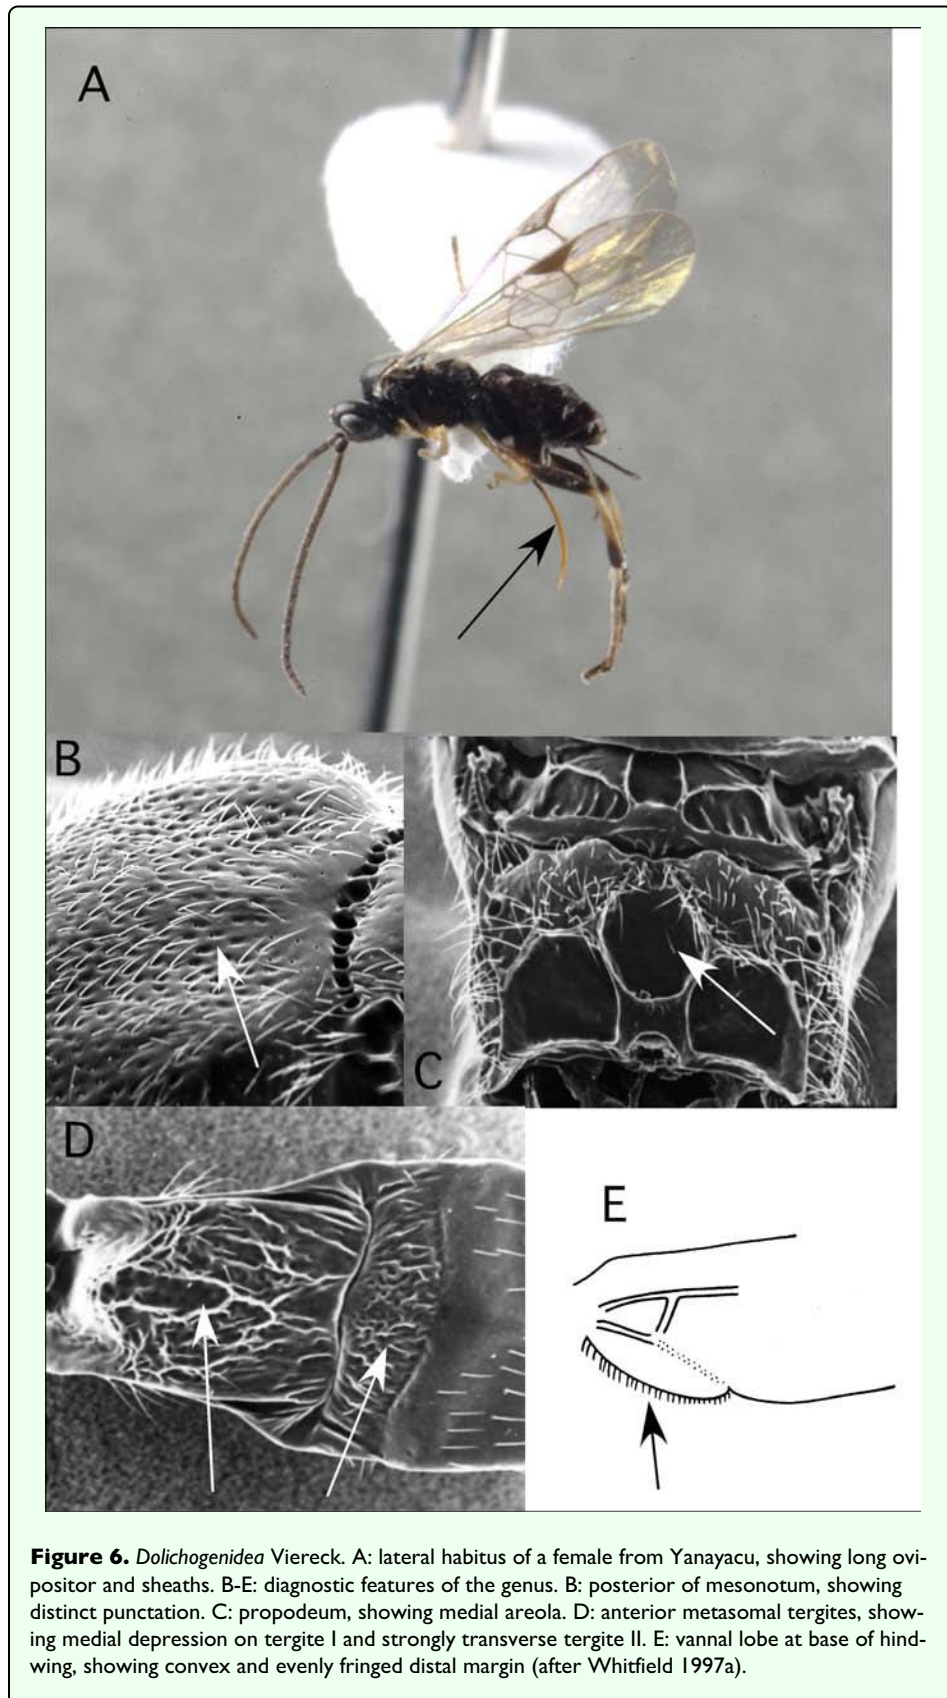 A
B
C
D
E
Figure 6. Dolichogenidea Viereck. A: lateral habitus of a female from Yanayacu, showing long ovi-
positor and sheaths. B-E: diagnostic features of the genus. B: posterior of mesonotum, showing
distinct punctation. C: propodeum, showing medial areola. D: anterior metasomal tergites, show-
ing medial depression on tergite I and strongly transverse tergite II. E: vannal lobe at base of hind-
wing, showing convex and evenly fringed distal margin (after Whitfield 1997a).